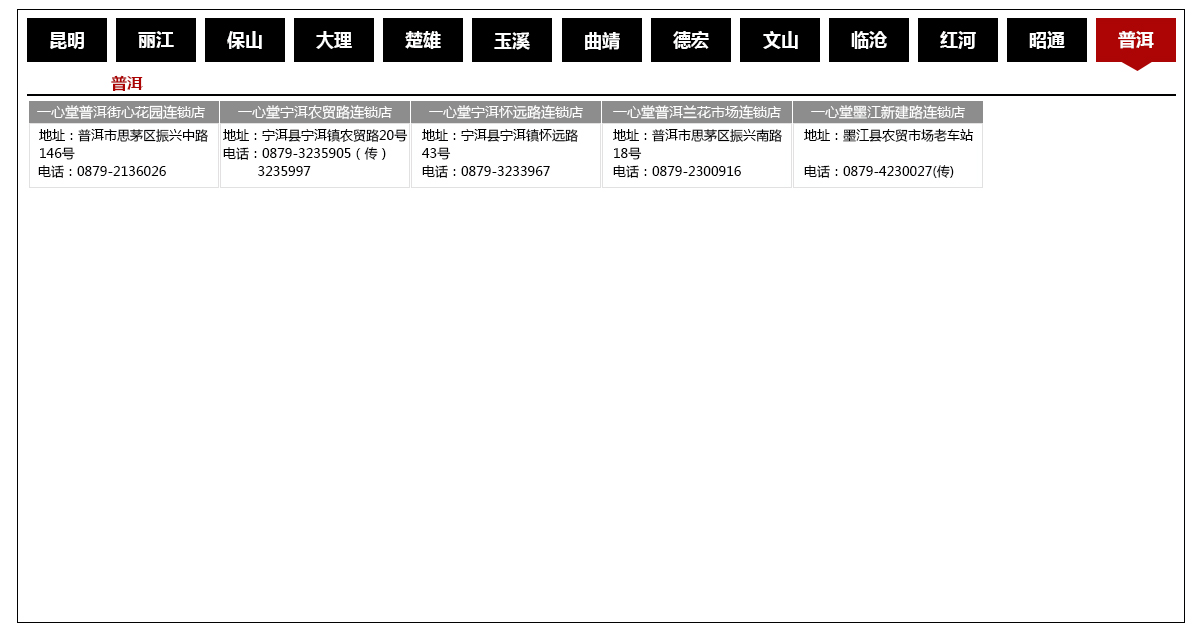 昆明 丽江 保山 大理 楚雄 玉溪 曲靖 德宏 文山 临沧 红河 昭通 普洱
普洱
一心堂普洱街心花园连锁店
地址：普洱市思茅区振兴中路
146号
电话：0879-2136026
一心堂宁洱农贸路连锁店
地址：宁洱县宁洱镇农贸路20号
电话：0879-3235905（传）
3235997
一心堂宁洱怀远路连锁店
地址：宁洱县宁洱镇怀远路
43号
电话：0879-3233967
一心堂普洱兰花市场连锁店
地址：普洱市思茅区振兴南路
18号
电话：0879-2300916
一心堂墨江新建路连锁店
地址：墨江县农贸市场老车站
电话：0879-4230027(传)